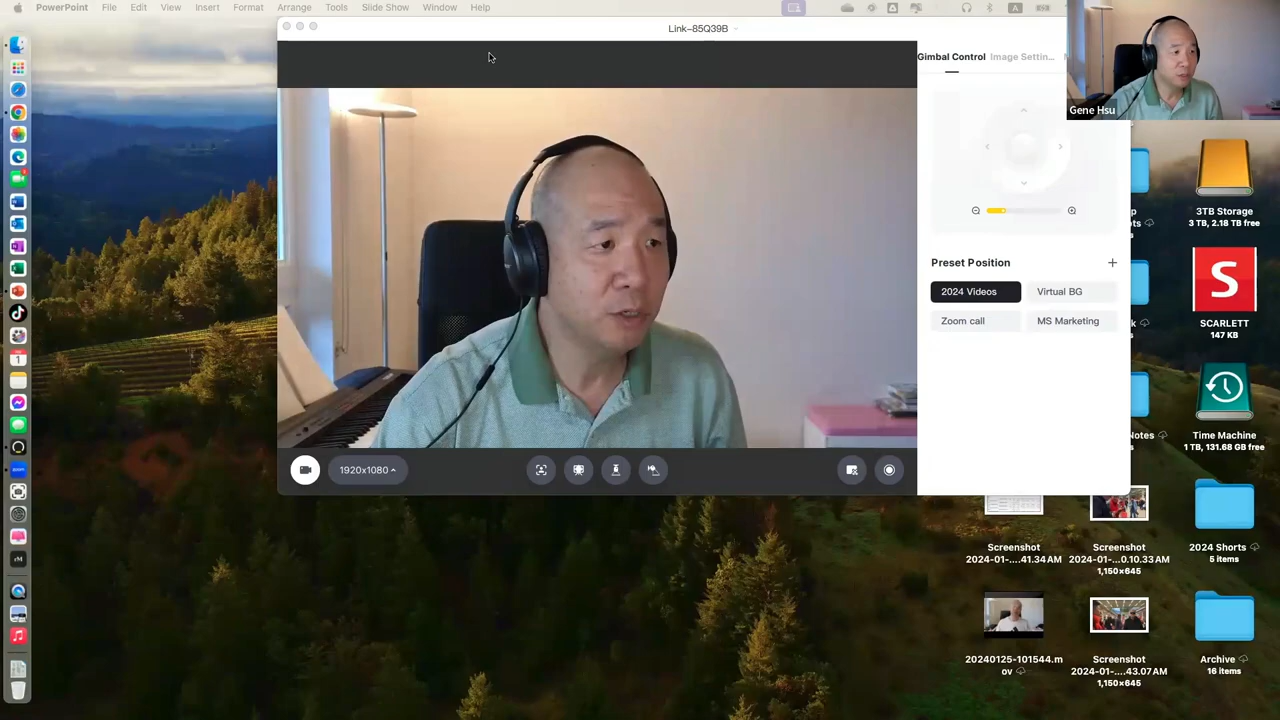 PowerPoint File Edit View Insert Format Arrange Tools Slide Show Window Help
Link-85Q39B
Gimbal Control Image Settin...
Gene Hsu
Preset Position
2024 Videos Virtual BG
Zoom call MS Marketing
1920x1080
3TB Storage
3 TB, 2.18 TB free
S
SCARLETT
147 KB
Notes
Time Machine
1 TB, 131.68 GB free
Screenshot
2024-01-....41.34 AM
Screenshot
2024-01-...0.10.33 AM
1,150×645
2024 Shorts
5 items
20240125-101544.m
ov
Screenshot
2024-01-....43.07 AM
1,150×645
Archive
16 items